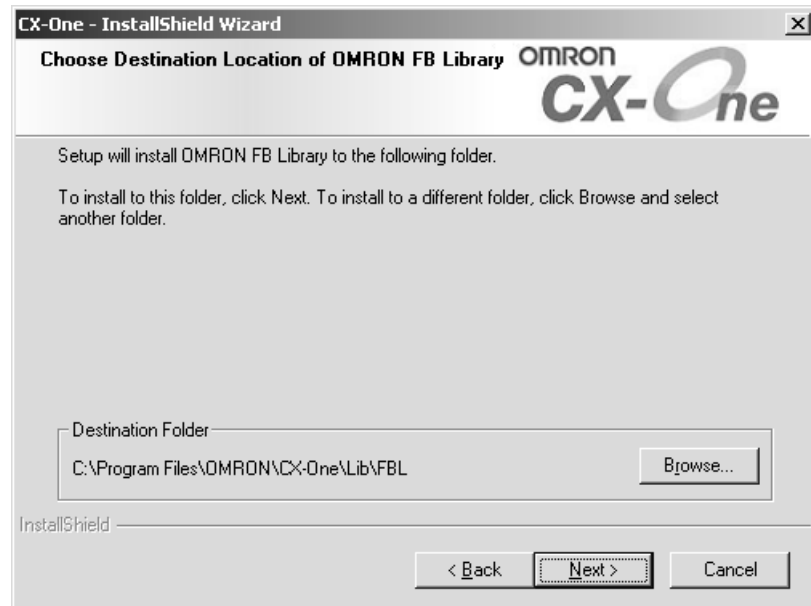 CX-One - InstallShield Wizard
Choose Destination Location of OMRON FB Library
OMRON
CX-One
Setup will install OMRON FB Library to the following folder.
To install to this folder, click Next. To install to a different folder, click Browse and select
another folder.
Destination Folder
C:\Program Files\OMRON\CX-One\Lib\FBL
Browse...
InstallShield
< Back
Next >
Cancel